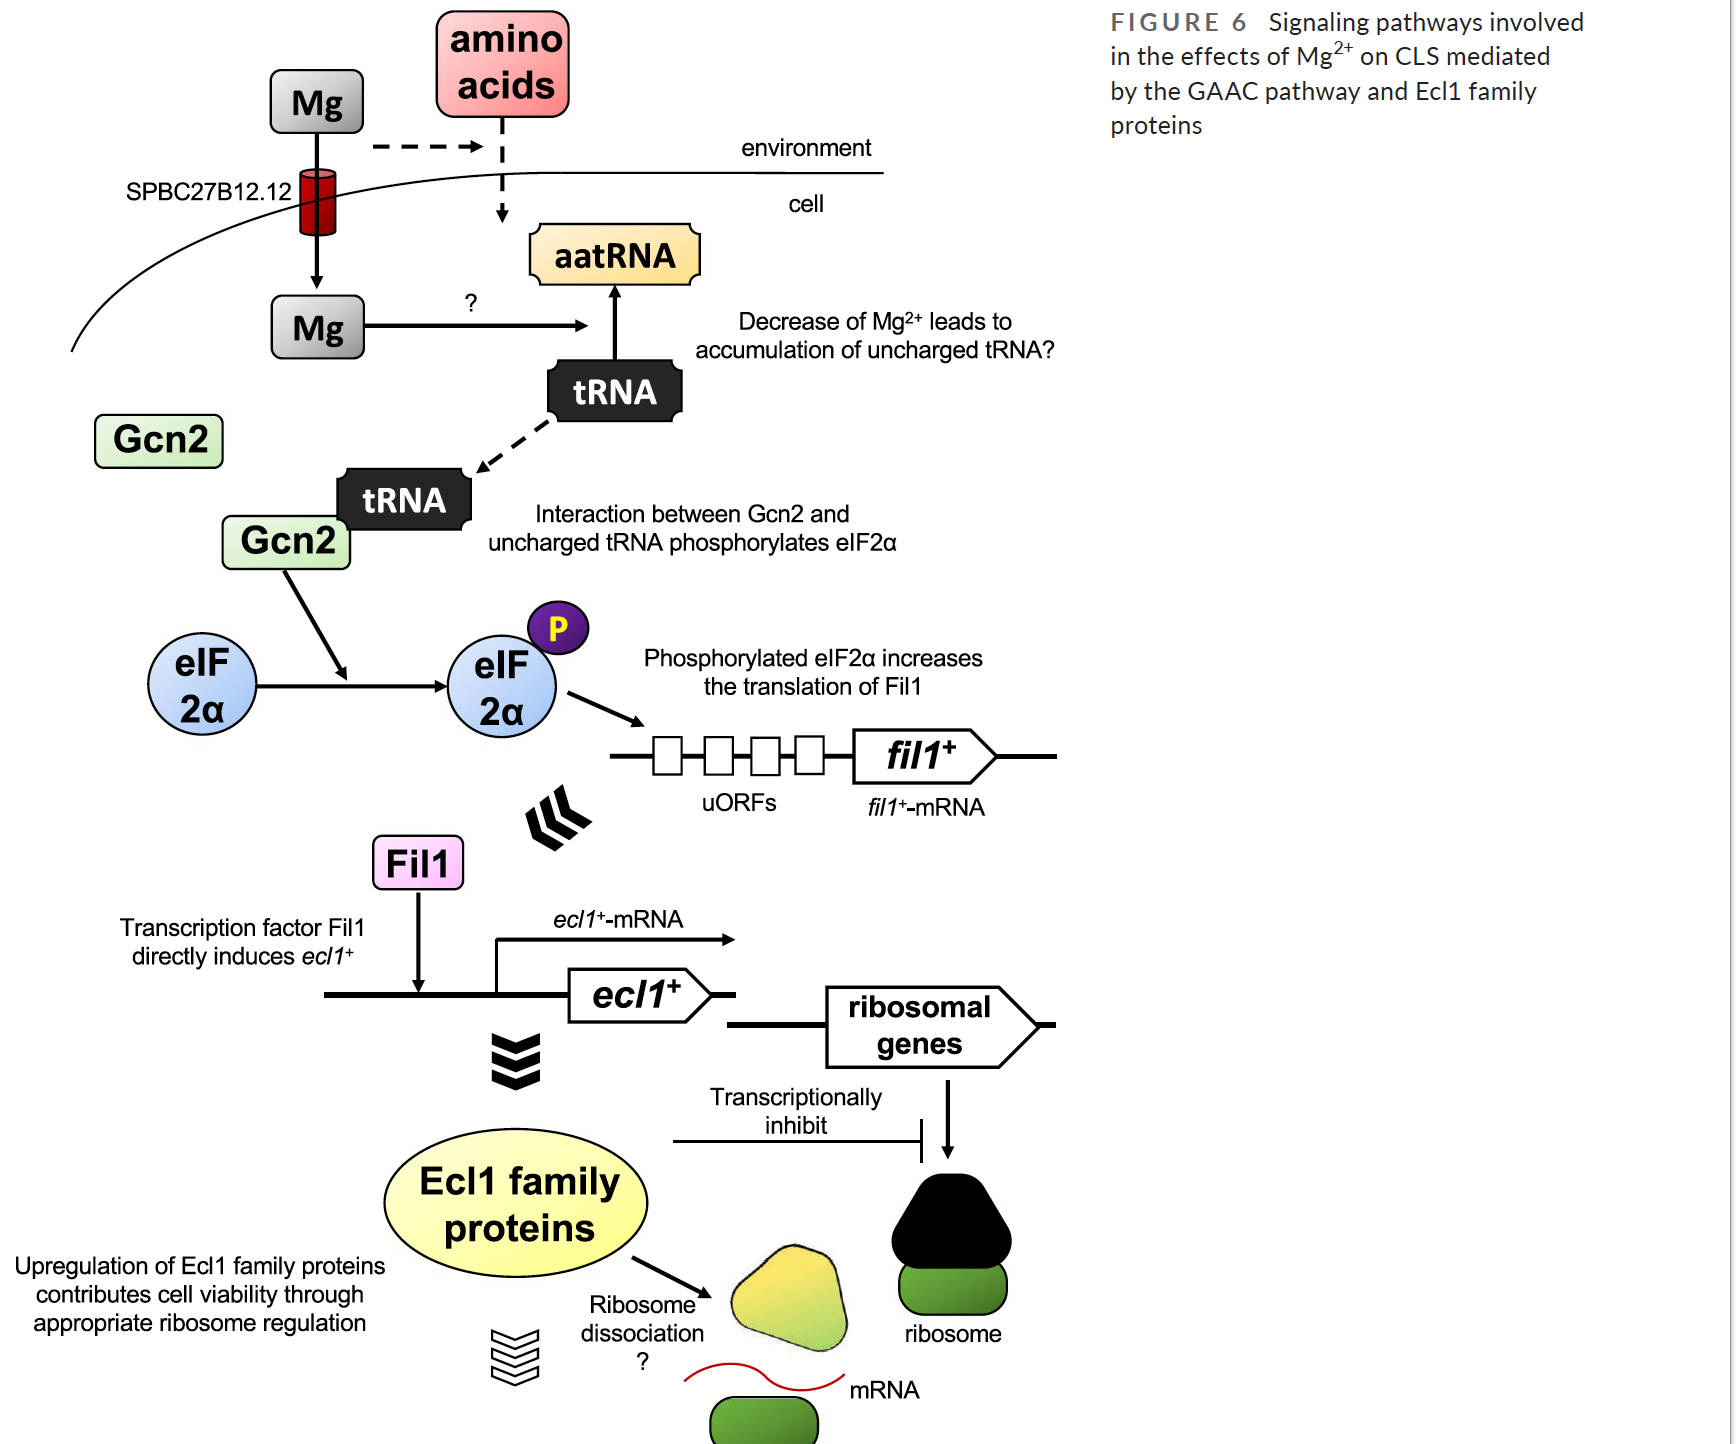 FIGURE 6 Signaling pathways involved
in the effects of Mg²⁺ on CLS mediated
by the GAAC pathway and Ecl1 family
proteins
amino
acids
Mg
environment
SPBC27B12.12
cell
aatRNA
?
Mg
Decrease of Mg²⁺ leads to
accumulation of uncharged tRNA?
tRNA
Gcn2
tRNA
Gcn2
Interaction between Gcn2 and
uncharged tRNA phosphorylates eIF2α
P
eIF
2α
eIF
2α
Phosphorylated eIF2α increases
the translation of Fil1
fil1⁺
uORFs
fil1⁺-mRNA
Fil1
Transcription factor Fil1
directly induces ecl1⁺
ecl1⁺-mRNA
ecl1⁺
ribosomal
genes
Transcriptionally
inhibit
Ecl1 family
proteins
Upregulation of Ecl1 family proteins
contributes cell viability through
appropriate ribosome regulation
Ribosome
dissociation
?
ribosome
mRNA